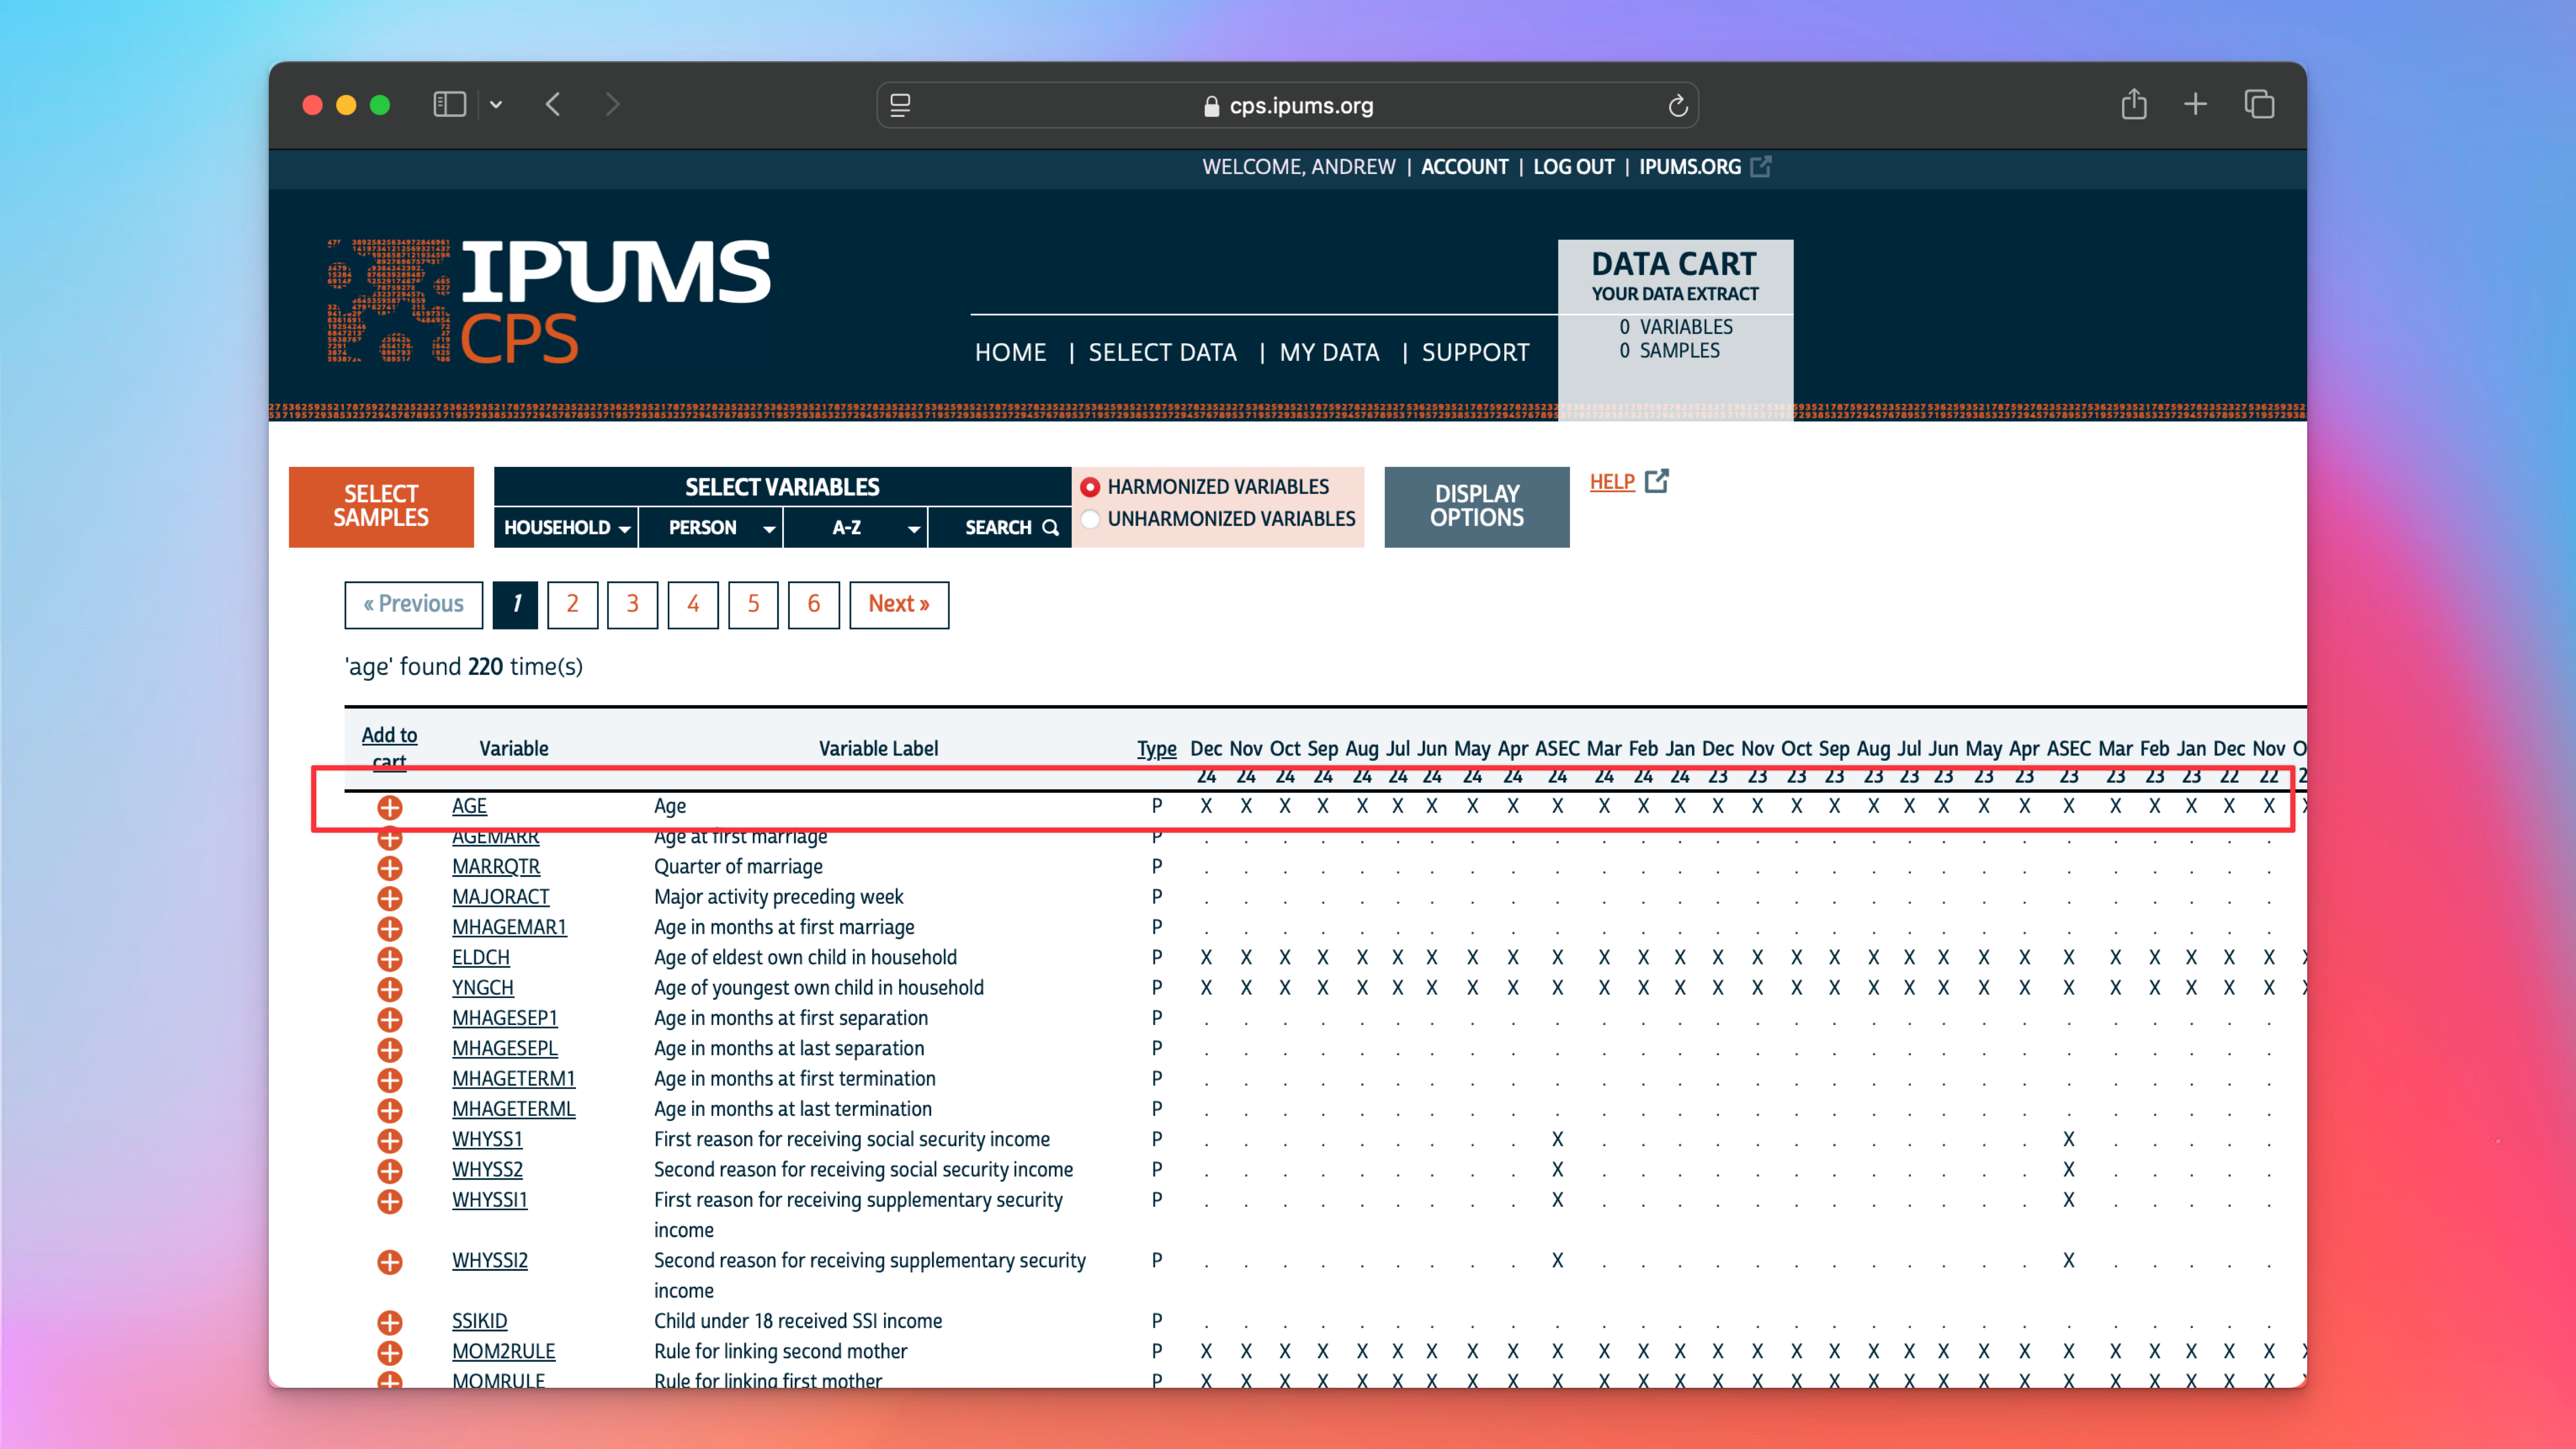 cps.ipums.org
WELCOME, ANDREW | ACCOUNT | LOG OUT | IPUMS.ORG
IPUMS
CPS
DATA CART
YOUR DATA EXTRACT
0 VARIABLES
0 SAMPLES
HOME | SELECT DATA | MY DATA | SUPPORT
SELECT
SAMPLES
SELECT VARIABLES
HOUSEHOLD PERSON A-Z SEARCH
HARMONIZED VARIABLES
UNHARMONIZED VARIABLES
DISPLAY
OPTIONS
HELP
« Previous 1 2 3 4 5 6 Next »
'age' found 220 time(s)
Add to
cart
Variable Variable Label Type Dec Nov Oct Sep Aug Jul Jun May Apr ASEC Mar Feb Jan Dec Nov Oct Sep Aug Jul Jun May Apr ASEC Mar Feb Jan Dec Nov
24 24 24 24 24 24 24 24 24 24 24 24 24 23 23 23 23 23 23 23 23 23 23 23 23 23 22 22
AGE Age P X X X X X X X X X X X X X X X X X X X X X X X X X X X X
AGEMARR Age at first marriage P . . . . . . . . . . . . . . . . . . . . . . . . . . . .
MARRQTR Quarter of marriage P . . . . . . . . . . . . . . . . . . . . . . . . . . . .
MAJORACT Major activity preceding week P . . . . . . . . . . . . . . . . . . . . . . . . . . . .
MHAGEMAR1 Age in months at first marriage P . . . . . . . . . . . . . . . . . . . . . . . . . . . .
ELDCH Age of eldest own child in household P X X X X X X X X X X X X X X X X X X X X X X X X X X X X
YNGCH Age of youngest own child in household P X X X X X X X X X X X X X X X X X X X X X X X X X X X X
MHAGESEP1 Age in months at first separation P . . . . . . . . . . . . . . . . . . . . . . . . . . . .
MHAGESEPL Age in months at last separation P . . . . . . . . . . . . . . . . . . . . . . . . . . . .
MHAGETERM1 Age in months at first termination P . . . . . . . . . . . . . . . . . . . . . . . . . . . .
MHAGETERML Age in months at last termination P . . . . . . . . . . . . . . . . . . . . . . . . . . . .
WHYSS1 First reason for receiving social security income P . . . . . . . . . X . . . . . . . . . . . . X . . . . .
WHYSS2 Second reason for receiving social security income P . . . . . . . . . X . . . . . . . . . . . . X . . . . .
WHYSSI1 First reason for receiving supplementary security P . . . . . . . . . X . . . . . . . . . . . . X . . . . .
income
WHYSSI2 Second reason for receiving supplementary security P . . . . . . . . . X . . . . . . . . . . . . X . . . . .
income
SSIKID Child under 18 received SSI income P . . . . . . . . . . . . . . . . . . . . . . . . . . . .
MOM2RULE Rule for linking second mother P X X X X X X X X X X X X X X X X X X X X X X X X X X X X
MOMRULE Rule for linking first mother P X X X X X X X X X X X X X X X X X X X X X X X X X X X X